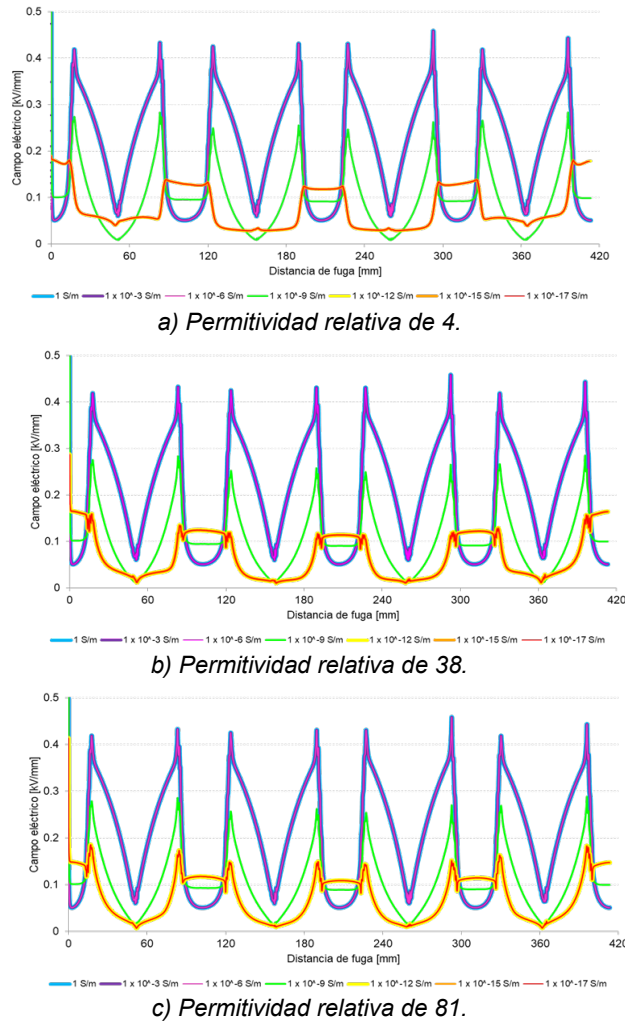 0.5
0.4
0.3
0.2
0.1
0
Campo eléctrico [kV/mm]
0 60 120 180 240 300 360 420
Distancia de fuga [mm]
1 S/m 1 x 10^-3 S/m 1 x 10^-6 S/m 1 x 10^-9 S/m 1 x 10^-12 S/m 1 x 10^-15 S/m 1 x 10^-17 S/m
a) Permitividad relativa de 4.
0.5
0.4
0.3
0.2
0.1
0
Campo eléctrico [kV/mm]
0 60 120 180 240 300 360 420
Distancia de fuga [mm]
1 S/m 1 x 10^-3 S/m 1 x 10^-6 S/m 1 x 10^-9 S/m 1 x 10^-12 S/m 1 x 10^-15 S/m 1 x 10^-17 S/m
b) Permitividad relativa de 38.
0.5
0.4
0.3
0.2
0.1
0
Campo eléctrico [kV/mm]
0 60 120 180 240 300 360 420
Distancia de fuga [mm]
1 S/m 1 x 10^-3 S/m 1 x 10^-6 S/m 1 x 10^-9 S/m 1 x 10^-12 S/m 1 x 10^-15 S/m 1 x 10^-17 S/m
c) Permitividad relativa de 81.